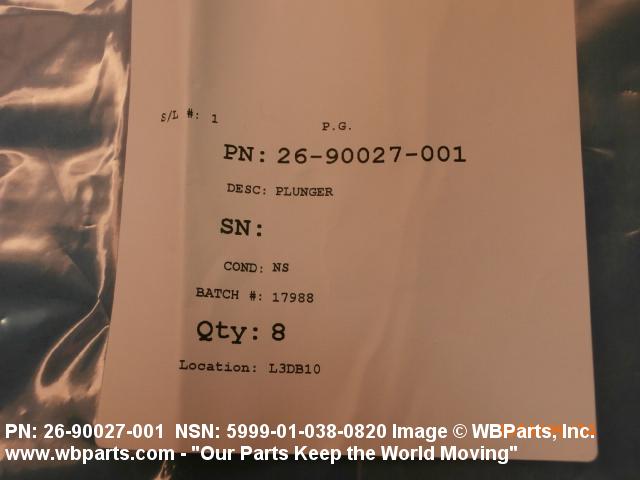 S/L #: 1
P.G.
PN: 26-90027-001
DESC: PLUNGER
SN:
COND: NS
BATCH #: 17988
Qty: 8
Location: L3DB10
PN: 26-90027-001 NSN: 5999-01-038-0820 Image © WBParts, Inc.
www.wbparts.com - "Our Parts Keep the World Moving"